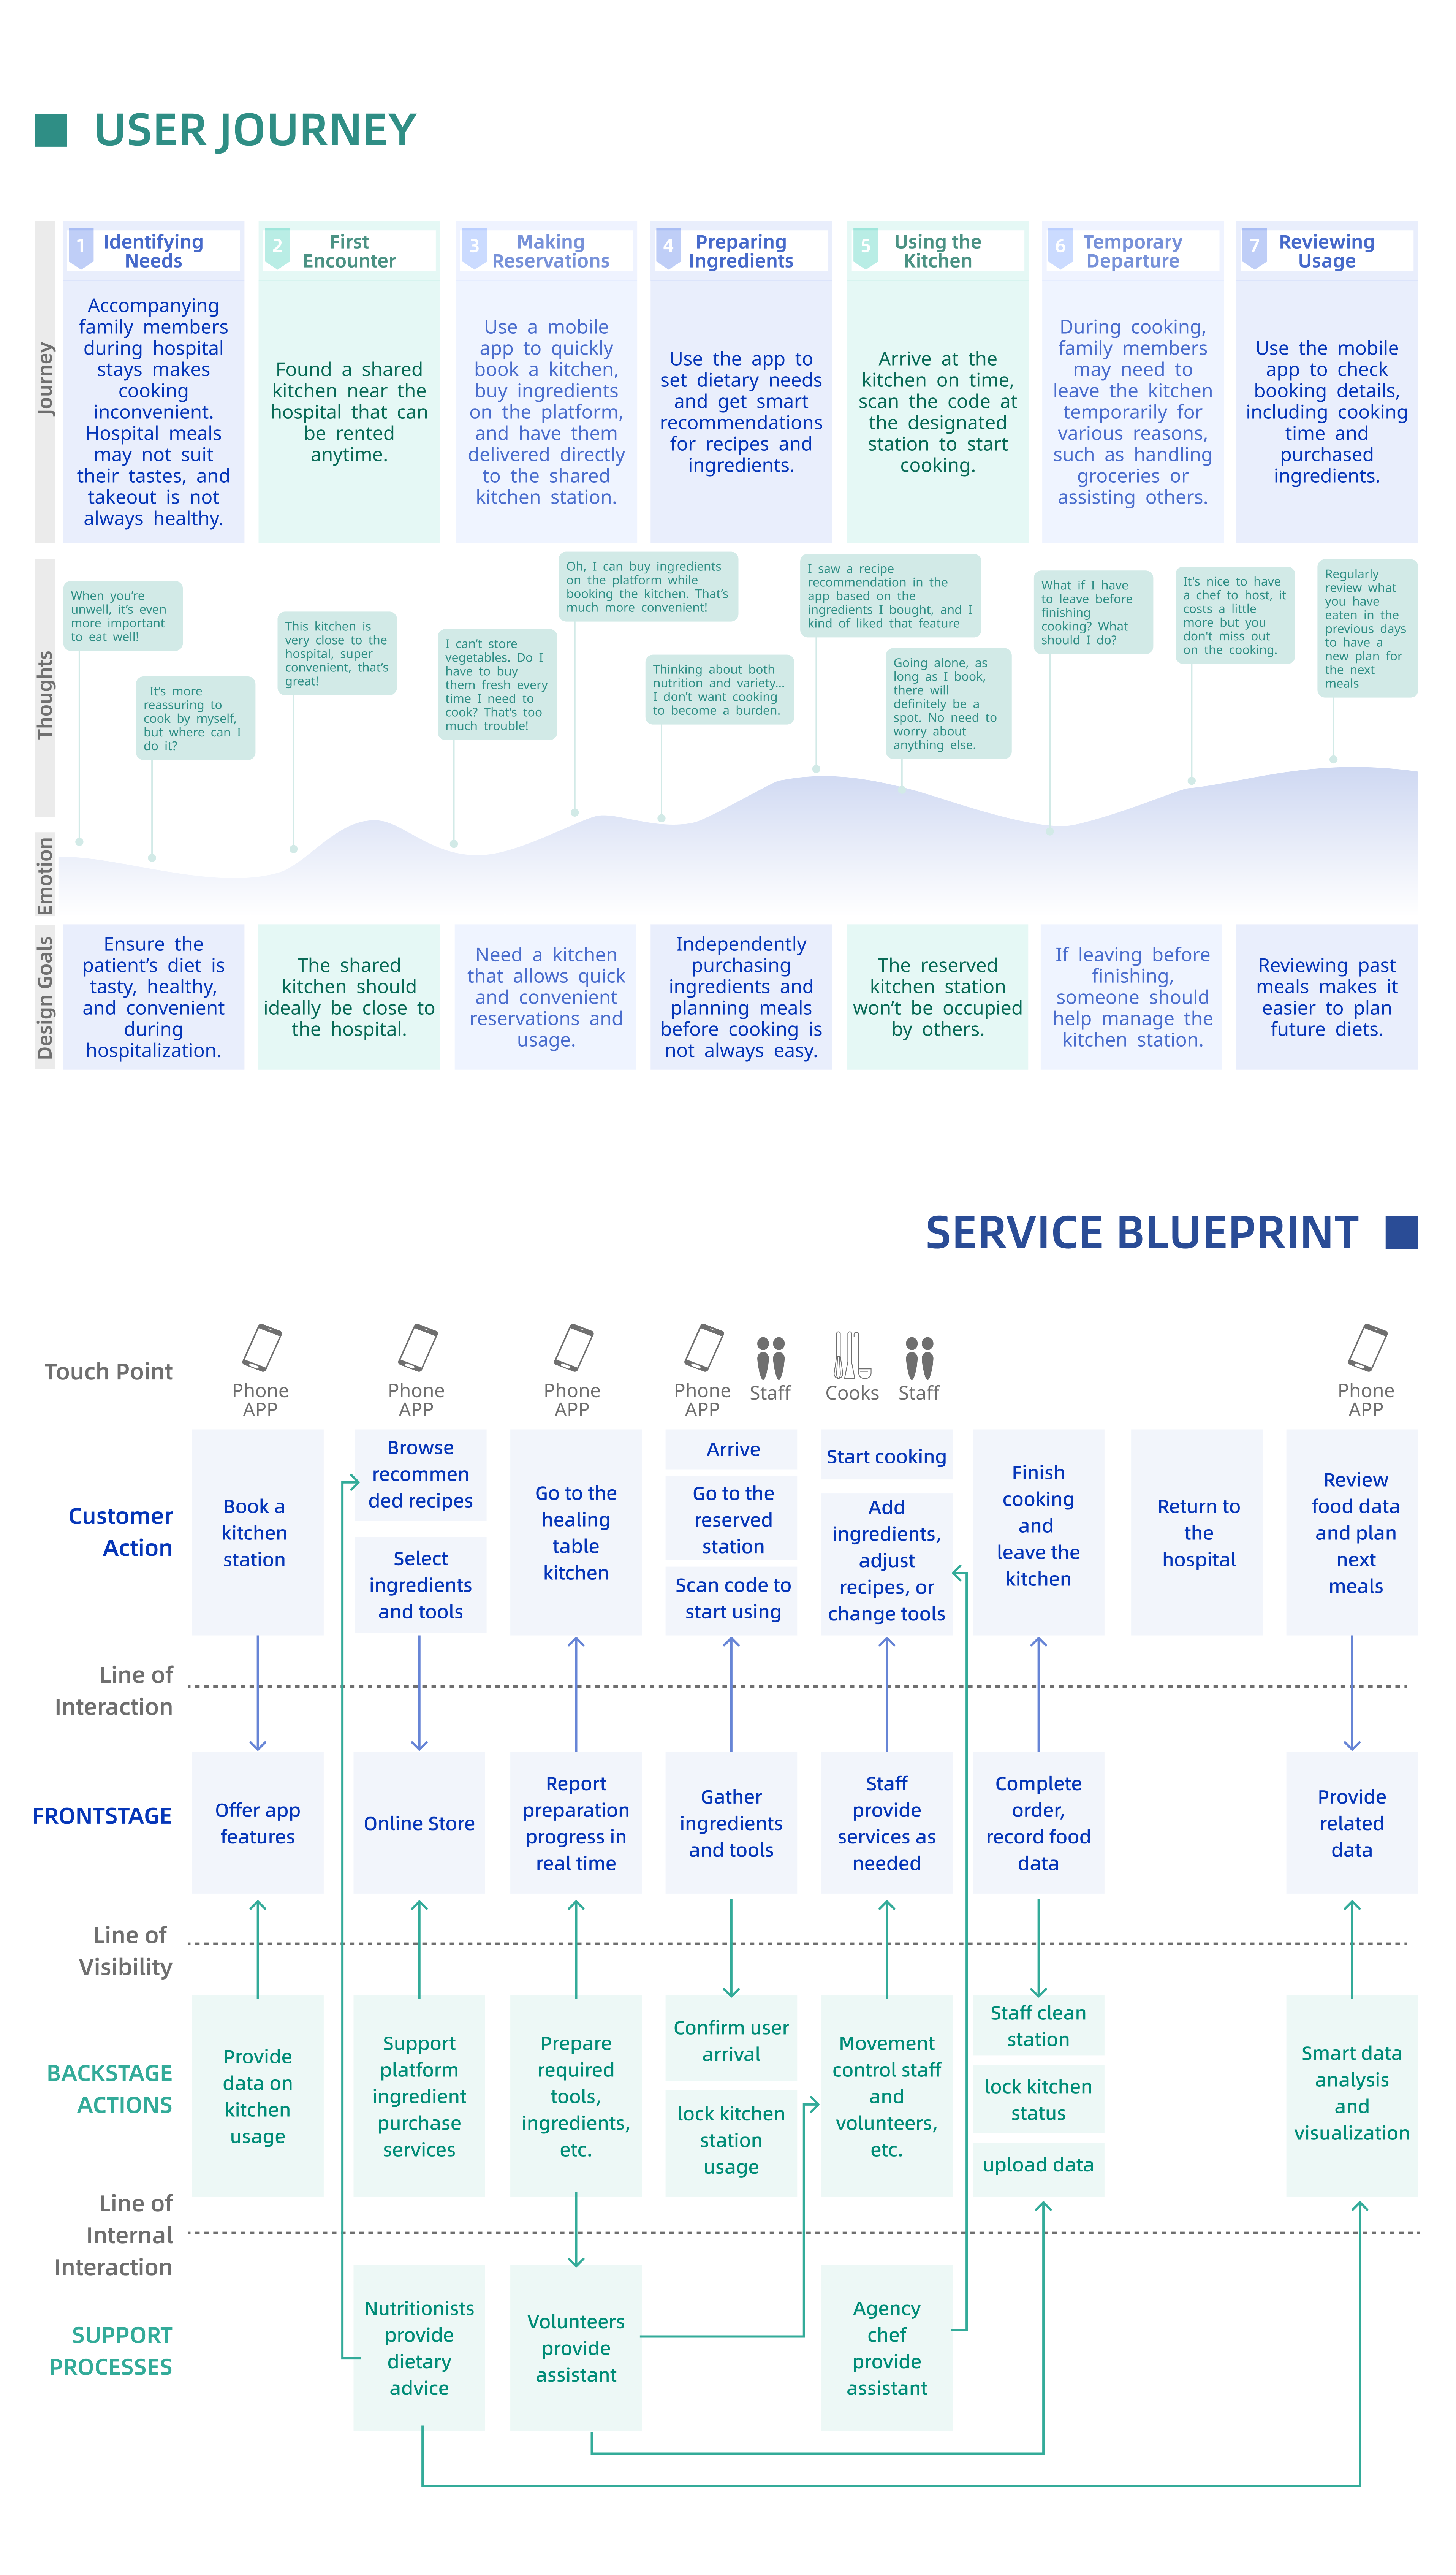 USER JOURNEY
Journey
1
Identifying
Needs
Accompanying
family members
during hospital
stays makes
cooking
inconvenient.
Hospital meals
may not suit
their tastes, and
takeout is not
always healthy.
2
First
Encounter
Found a shared
kitchen near the
hospital that can
be rented
anytime.
3
Making
Reservations
Use a mobile
app to quickly
book a kitchen,
buy ingredients
on the platform,
and have them
delivered directly
to the shared
kitchen station.
4
Preparing
Ingredients
Use the app to
set dietary needs
and get smart
recommendations
for recipes and
ingredients.
5
Using the
Kitchen
Arrive at the
kitchen on time,
scan the code at
the designated
station to start
cooking.
6
Temporary
Departure
During cooking,
family members
may need to
leave the kitchen
temporarily for
various reasons,
such as handling
groceries or
assisting others.
7
Reviewing
Usage
Use the mobile
app to check
booking details,
including cooking
time and
purchased
ingredients.
Thoughts
When you're
unwell, it's even
more important
to eat well!
It's more
reassuring to
cook by myself,
but where can I
do it?
This kitchen is
very close to the
hospital, super
convenient, that's
great!
I can't store
vegetables. Do I
have to buy
them fresh every
time I need to
cook? That's too
much trouble!
Oh, I can buy ingredients
on the platform while
booking the kitchen. That's
much more convenient!
Thinking about both
nutrition and variety...
I don't want cooking
to become a burden.
I saw a recipe
recommendation in the
app based on the
ingredients I bought, and I
kind of liked that feature
Going alone, as
long as I book,
there will
definitely be a
spot. No need to
worry about
anything else.
What if I have
to leave before
finishing
cooking? What
should I do?
It's nice to have
a chef to host, it
costs a little
more but you
don't miss out
on the cooking.
Regularly
review what
you have
eaten in the
previous days
to have a
new plan for
the next
meals
Emotion
Design Goals
Ensure the
patient's diet is
tasty, healthy,
and convenient
during
hospitalization.
The shared
kitchen should
ideally be close to
the hospital.
Need a kitchen
that allows quick
and convenient
reservations and
usage.
Independently
purchasing
ingredients and
planning meals
before cooking is
not always easy.
The reserved
kitchen station
won't be occupied
by others.
If leaving before
finishing,
someone should
help manage the
kitchen station.
Reviewing past
meals makes it
easier to plan
future diets.
SERVICE BLUEPRINT
Touch Point
Phone
APP
Phone
APP
Phone
APP
Phone
APP
Staff
Cooks
Staff
Phone
APP
Customer
Action
Book a
kitchen
station
Browse
recommen
ded recipes
Select
ingredients
and tools
Go to the
healing
table
kitchen
Arrive
Go to the
reserved
station
Scan code to
start using
Start cooking
Add
ingredients,
adjust
recipes, or
change tools
Finish
cooking
and
leave the
kitchen
Return to
the
hospital
Review
food data
and plan
next
meals
Line of
Interaction
FRONTSTAGE
Offer app
features
Online Store
Report
preparation
progress in
real time
Gather
ingredients
and tools
Staff
provide
services as
needed
Complete
order,
record food
data
Provide
related
data
Line of
Visibility
BACKSTAGE
ACTIONS
Provide
data on
kitchen
usage
Support
platform
ingredient
purchase
services
Prepare
required
tools,
ingredients,
etc.
Confirm user
arrival
lock kitchen
station
usage
Movement
control staff
and
volunteers,
etc.
Staff clean
station
lock kitchen
status
upload data
Smart data
analysis
and
visualization
Line of
Internal
Interaction
SUPPORT
PROCESSES
Nutritionists
provide
dietary
advice
Volunteers
provide
assistant
Agency
chef
provide
assistant